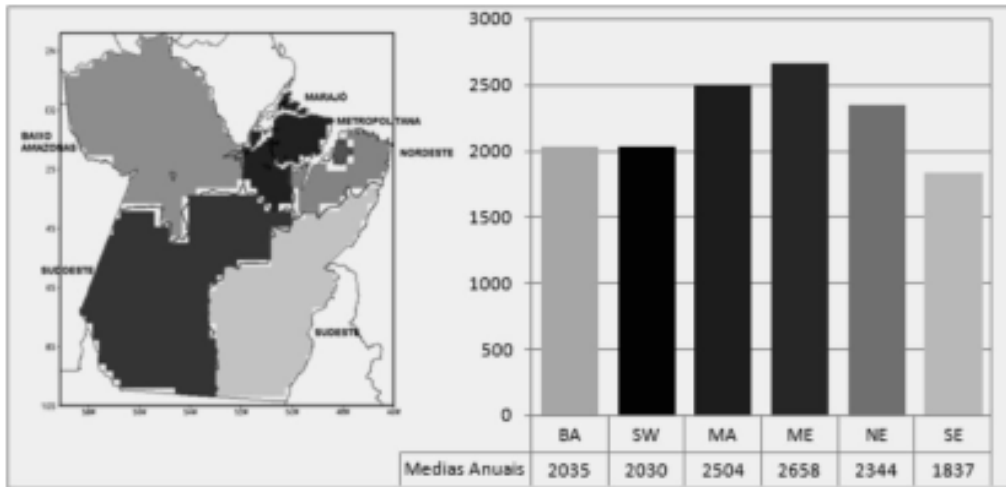 MARAJÓ
METROPOLITANA
BAIXO
AMAZONAS
NORDESTE
SUDOESTE
SUDESTE
3000
2500
2000
1500
1000
500
0
BA SW MA ME NE SE
Medias Anuais 2035 2030 2504 2658 2344 1837